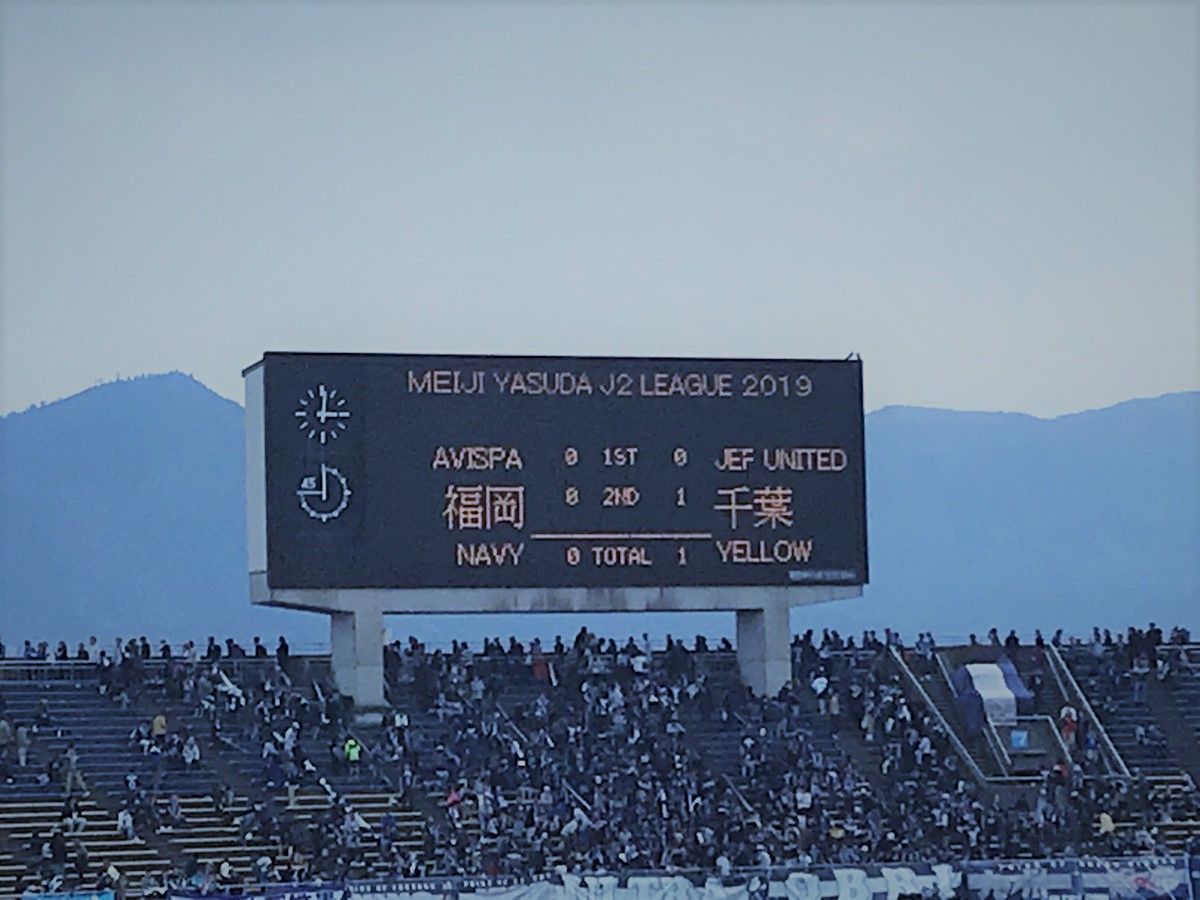 MEIJI YASUDA J2 LEAGUE 2019
AVISPA 0 1ST 0 JEF UNITED
福岡 0 2ND 1 千葉
NAVY 0 TOTAL 1 YELLOW
45